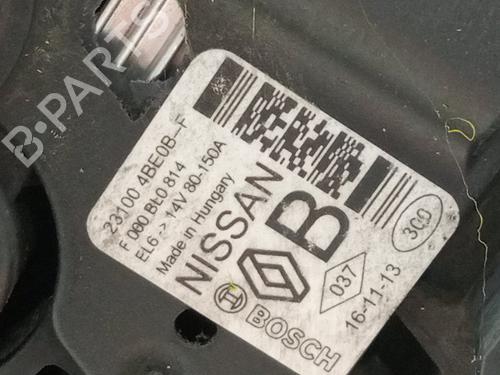 B-PARTS
23100 4BE0B-F
F 000 BL0 814
EL6 -> 14V 80-150A
Made in Hungary
NISSAN
B
BOSCH
300
037
16-11-13